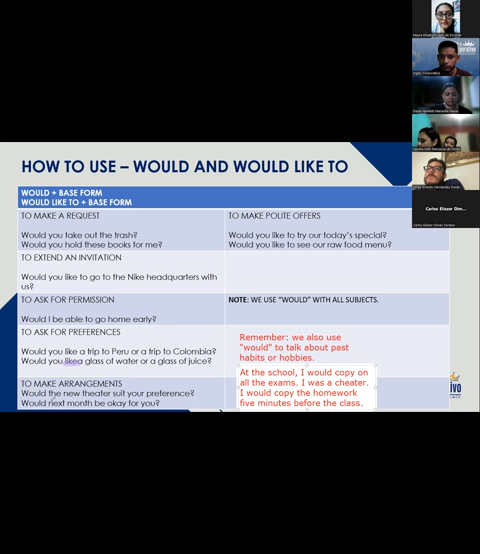 HOW TO USE – WOULD AND WOULD LIKE TO
WOULD + BASE FORM
WOULD LIKE TO + BASE FORM
TO MAKE A REQUEST
Would you take out the trash?
Would you hold these books for me?
TO MAKE POLITE OFFERS
Would you like to try our today's special?
Would you like to see our raw food menu?
TO EXTEND AN INVITATION
Would you like to go to the Nike headquarters with
us?
TO ASK FOR PERMISSION
Would I be able to go home early?
NOTE: WE USE "WOULD" WITH ALL SUBJECTS.
TO ASK FOR PREFERENCES
Would you like a trip to Peru or a trip to Colombia?
Would you likea glass of water or a glass of juice?
Remember: we also use
"would" to talk about past
habits or hobbies.
At the school, I would copy on
all the exams. I was a cheater.
I would copy the homework
five minutes before the class.
TO MAKE ARRANGEMENTS
Would the new theater suit your preference?
Would next month be okay for you?
Carlos Eliezer Dim...